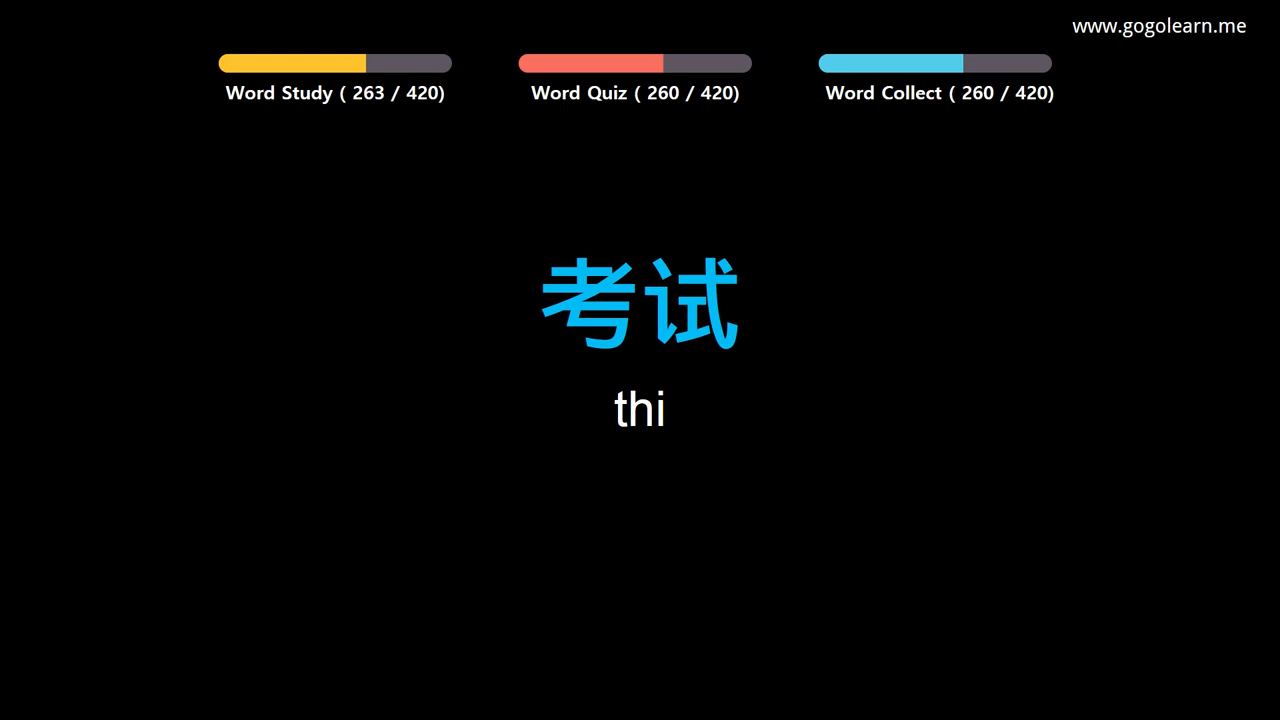 www.gogolearn.me
Word Study ( 263 / 420)
Word Quiz ( 260 / 420)
Word Collect ( 260 / 420)
考试
thi